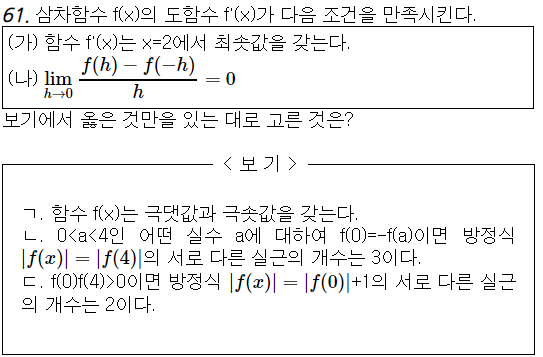 61. 삼차함수 f(x)의 도함수 f'(x)가 다음 조건을 만족시킨다.
(가) 함수 f'(x)는 x=2에서 최솟값을 갖는다.
(나) lim_{h→0} \frac{f(h)-f(-h)}{h} = 0
보기에서 옳은 것만을 있는 대로 고른 것은?
< 보 기 >
ㄱ. 함수 f(x)는 극댓값과 극솟값을 갖는다.
ㄴ. 0<a<4인 어떤 실수 a에 대하여 f(0)=-f(a)이면 방정식
|f(x)| = |f(4)|의 서로 다른 실근의 개수는 3이다.
ㄷ. f(0)f(4)>0이면 방정식 |f(x)| = |f(0)|+1의 서로 다른 실근
의 개수는 2이다.